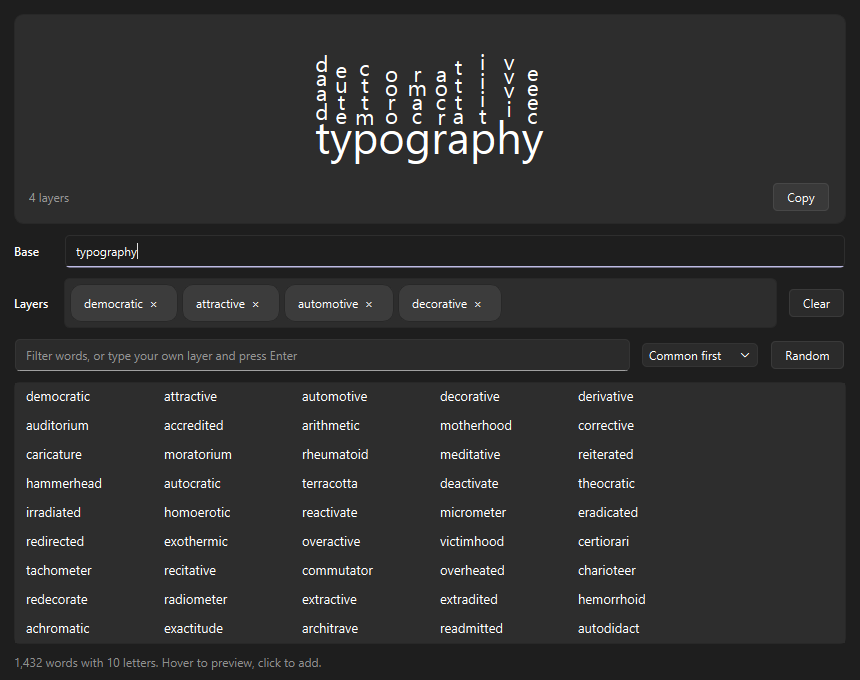 decorative
automotive
attractive
democratic
typography
4 layers
Copy
Base
typography
Layers
democratic ×
attractive ×
automotive ×
decorative ×
Clear
Filter words, or type your own layer and press Enter
Common first
Random
democratic attractive automotive decorative derivative
auditorium accredited arithmetic motherhood corrective
caricature moratorium rheumatoid meditative reiterated
hammerhead autocratic terracotta deactivate theocratic
irradiated homoerotic reactivate micrometer eradicated
redirected exothermic overactive victimhood certiorari
tachometer recitative commutator overheated charioteer
redecorate radiometer extractive extradited hemorrhoid
achromatic exactitude architrave readmitted autodidact
1,432 words with 10 letters. Hover to preview, click to add.